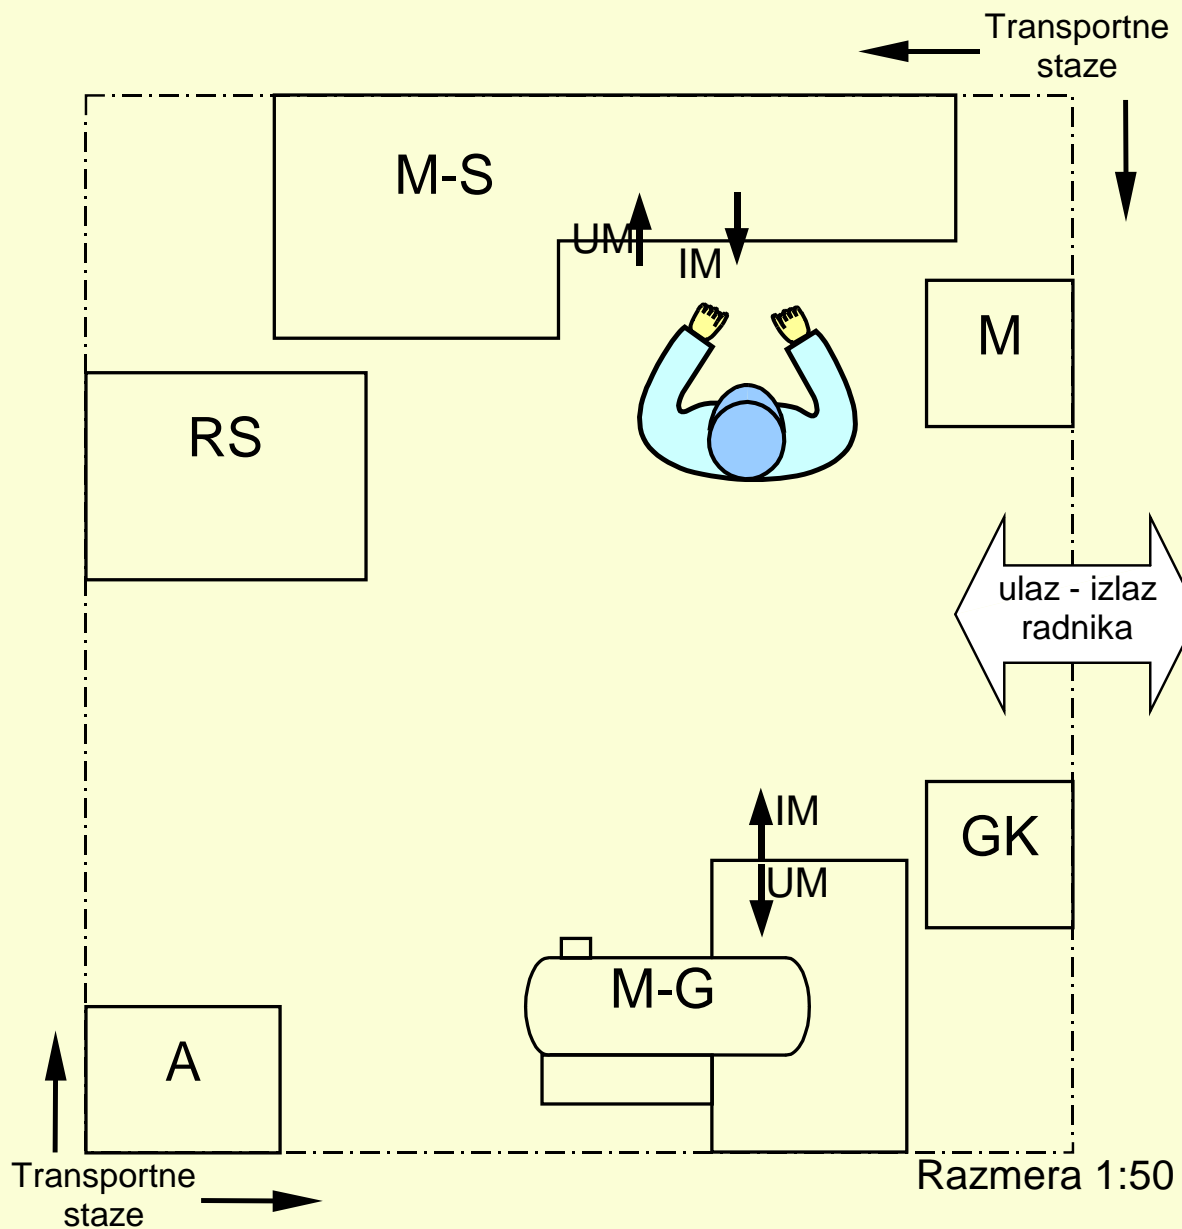 Transportne
staze
M-S
UM
IM
M
RS
ulaz - izlaz
radnika
IM
GK
UM
M-G
A
Transportne
staze
Razmera 1:50